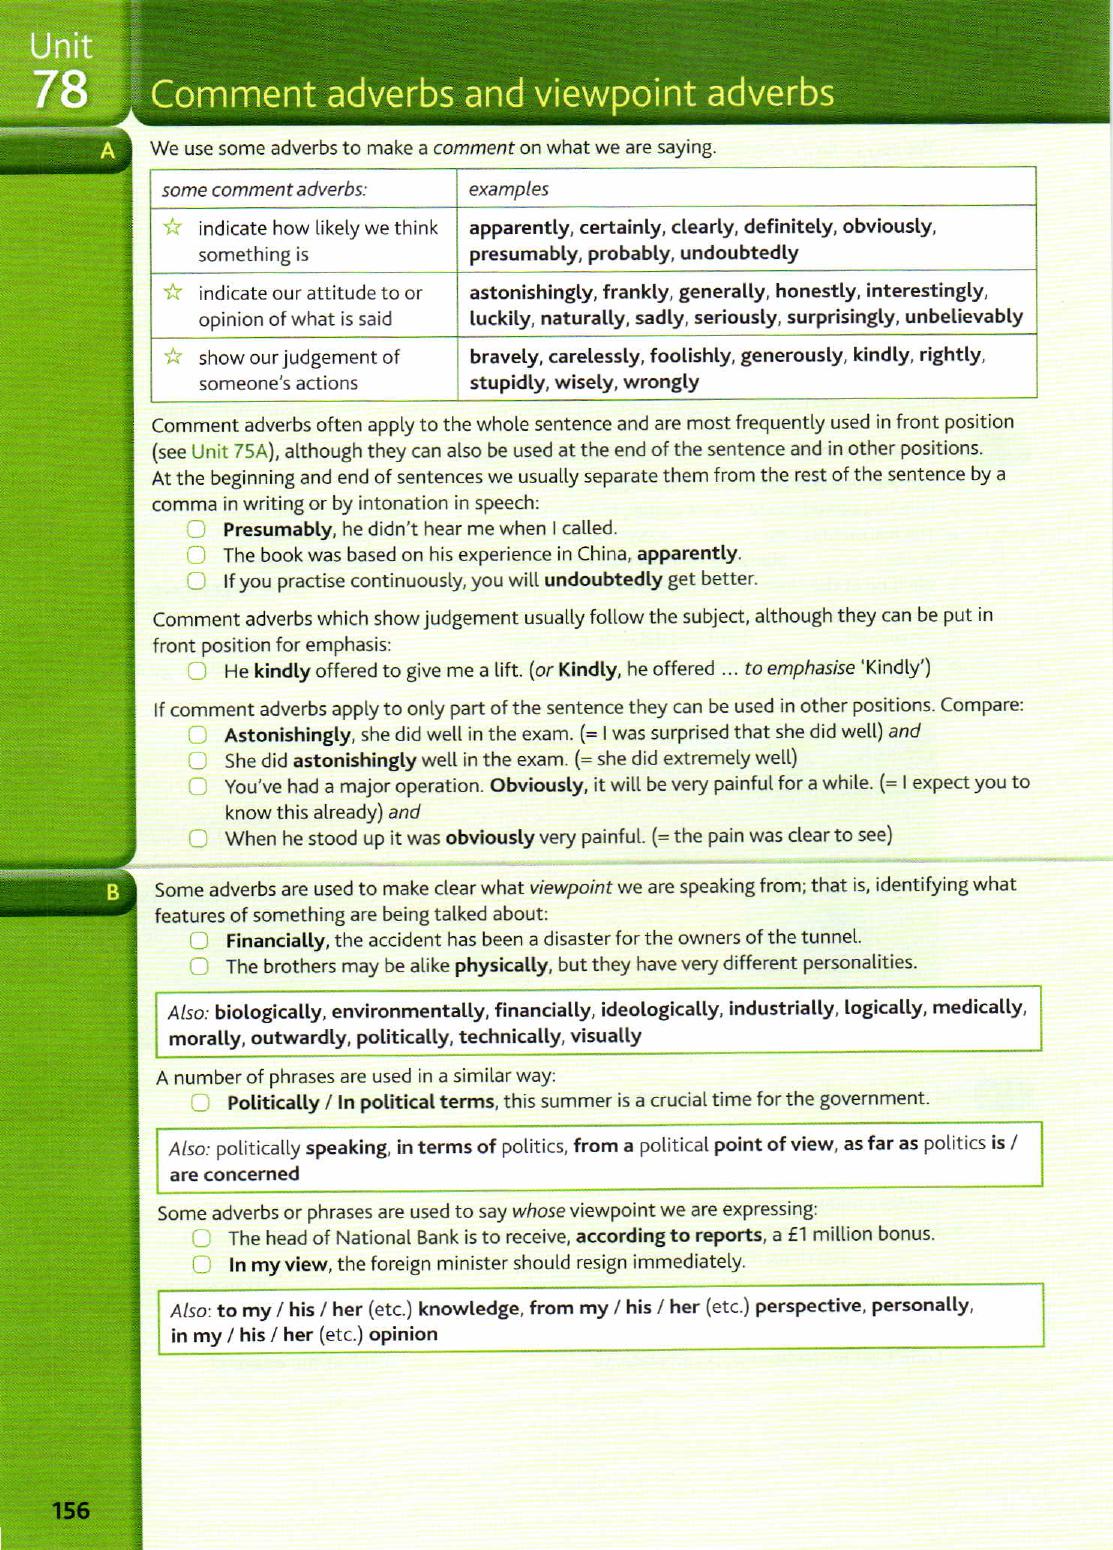 Unit
78
Comment adverbs and viewpoint adverbs
A
We use some adverbs to make a comment on what we are saying.
some comment adverbs:
examples
☆ indicate how likely we think
something is
apparently, certainly, clearly, definitely, obviously,
presumably, probably, undoubtedly
☆ indicate our attitude to or
opinion of what is said
astonishingly, frankly, generally, honestly, interestingly,
luckily, naturally, sadly, seriously, surprisingly, unbelievably
☆ show our judgement of
someone's actions
bravely, carelessly, foolishly, generously, kindly, rightly,
stupidly, wisely, wrongly
Comment adverbs often apply to the whole sentence and are most frequently used in front position
(see Unit 75A), although they can also be used at the end of the sentence and in other positions.
At the beginning and end of sentences we usually separate them from the rest of the sentence by a
comma in writing or by intonation in speech:
Presumably, he didn't hear me when I called.
The book was based on his experience in China, apparently.
If you practise continuously, you will undoubtedly get better.
Comment adverbs which show judgement usually follow the subject, although they can be put in
front position for emphasis:
He kindly offered to give me a lift. (or Kindly, he offered ... to emphasise 'Kindly')
If comment adverbs apply to only part of the sentence they can be used in other positions. Compare:
Astonishingly, she did well in the exam. (= I was surprised that she did well) and
She did astonishingly well in the exam. (= she did extremely well)
You've had a major operation. Obviously, it will be very painful for a while. (= I expect you to
know this already) and
When he stood up it was obviously very painful. (= the pain was clear to see)
B
Some adverbs are used to make clear what viewpoint we are speaking from; that is, identifying what
features of something are being talked about:
Financially, the accident has been a disaster for the owners of the tunnel.
The brothers may be alike physically, but they have very different personalities.
Also: biologically, environmentally, financially, ideologically, industrially, logically, medically,
morally, outwardly, politically, technically, visually
A number of phrases are used in a similar way:
Politically / In political terms, this summer is a crucial time for the government.
Also: politically speaking, in terms of politics, from a political point of view, as far as politics is /
are concerned
Some adverbs or phrases are used to say whose viewpoint we are expressing:
The head of National Bank is to receive, according to reports, a £1 million bonus.
In my view, the foreign minister should resign immediately.
Also: to my / his / her (etc.) knowledge, from my / his / her (etc.) perspective, personally,
in my / his / her (etc.) opinion
156